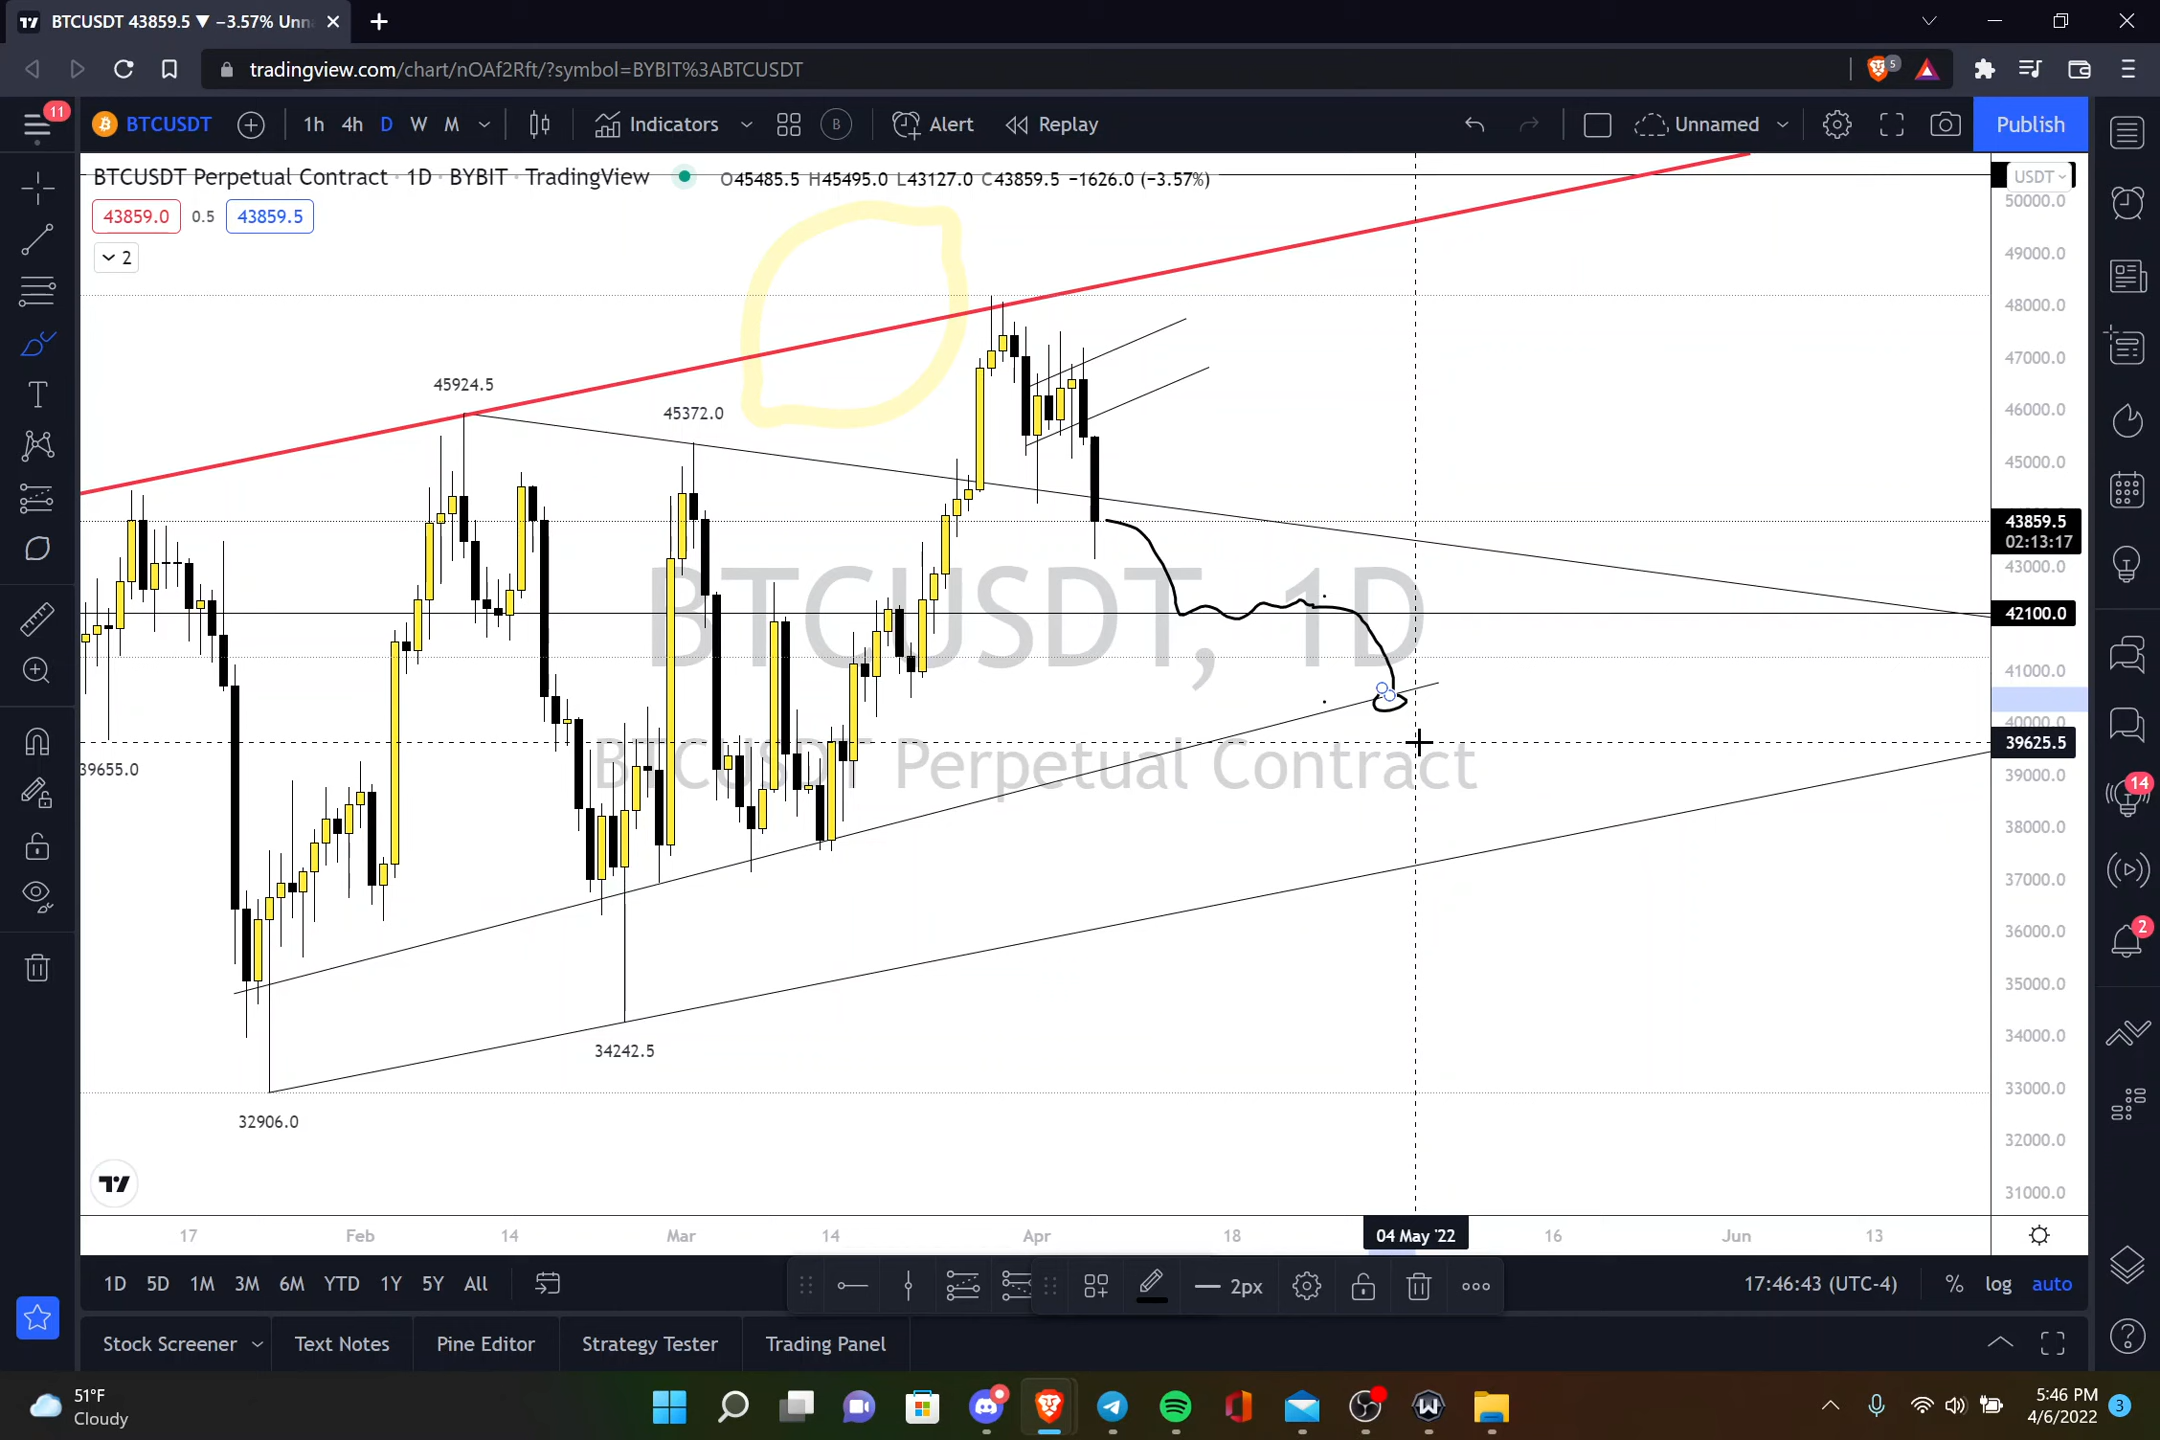 BTCUSDT 43859.5 ▼ −3.57% Unn
tradingview.com/chart/nOAf2Rft/?symbol=BYBIT%3ABTCUSDT
5
11
BTCUSDT 1h 4h D W M Indicators B Alert Replay Unnamed Publish
BTCUSDT Perpetual Contract · 1D · BYBIT · TradingView O45485.5 H45495.0 L43127.0 C43859.5 −1626.0 (−3.57%)
USDT
43859.0 0.5 43859.5
2
50000.0
49000.0
48000.0
47000.0
46000.0
45000.0
43859.5
02:13:17
43000.0
42100.0
41000.0
40000.0
39625.5
39000.0
38000.0
37000.0
36000.0
35000.0
34000.0
33000.0
32000.0
31000.0
45924.5
45372.0
BTCUSDT, 1D
BTCUSDT Perpetual Contract
39655.0
34242.5
32906.0
14
2
17 Feb 14 Mar 14 Apr 18 04 May '22 16 Jun 13
1D 5D 1M 3M 6M YTD 1Y 5Y All 2px 17:46:43 (UTC-4) % log auto
Stock Screener Text Notes Pine Editor Strategy Tester Trading Panel
51°F
Cloudy
5:46 PM
4/6/2022
3